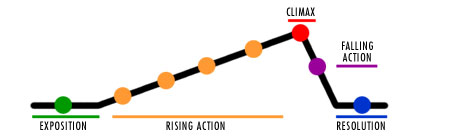 CLIMAX
FALLING
ACTION
EXPOSITION
RISING ACTION
RESOLUTION